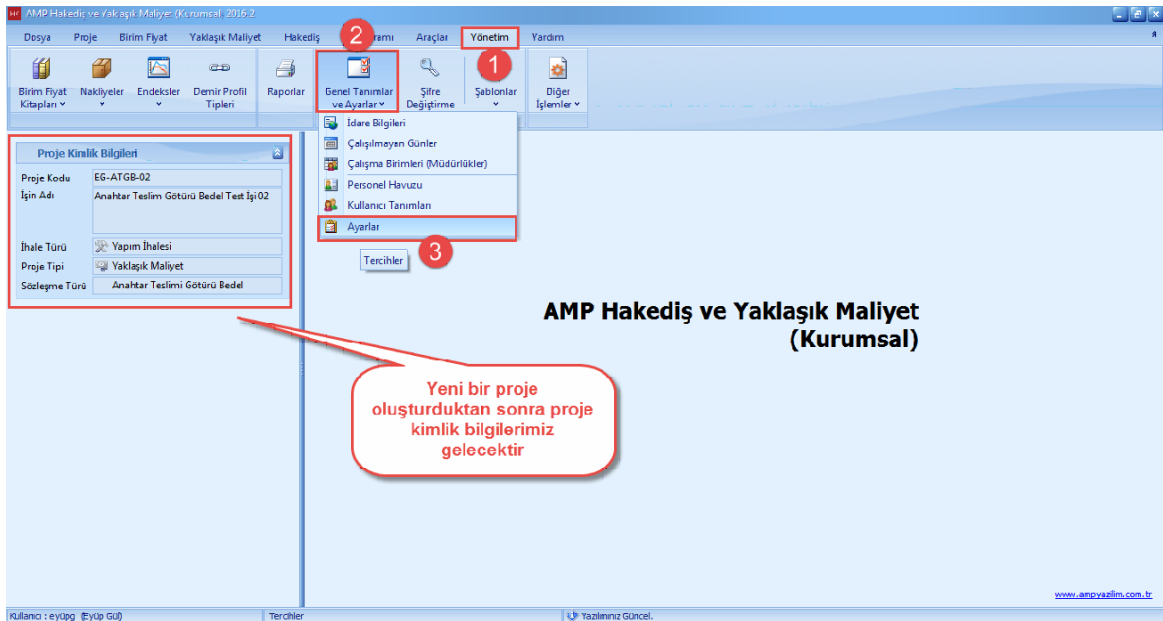 AMP Hakediş ve Yaklaşık Maliyet (Kurumsal) 2016.2
Dosya Proje Birim Fiyat Yaklaşık Maliyet Hakediş Araçlar Yönetim Yardım
2
1
Birim Fiyat Kitapları
Nakliyeler
Endeksler
Demir Profil Tipleri
Raporlar
Genel Tanımlar ve Ayarlar
Şifre Değiştirme
Şablonlar
Diğer İşlemler
İdare Bilgileri
Çalışılmayan Günler
Çalışma Birimleri (Müdürlükler)
Personel Havuzu
Kullanıcı Tanımları
Ayarlar
Tercihler
3
Proje Kimlik Bilgileri
Proje Kodu EG-ATGB-02
İşin Adı Anahtar Teslim Götürü Bedel Test İşi 02
İhale Türü Yapım İhalesi
Proje Tipi Yaklaşık Maliyet
Sözleşme Türü Anahtar Teslimi Götürü Bedel
AMP Hakediş ve Yaklaşık Maliyet
(Kurumsal)
Yeni bir proje
oluşturduktan sonra proje
kimlik bilgilerimiz
gelecektir
www.ampyazilim.com.tr
Kullanıcı : eyüpg (Eyüp Gül) Tercihler Yazılımınız Güncel.